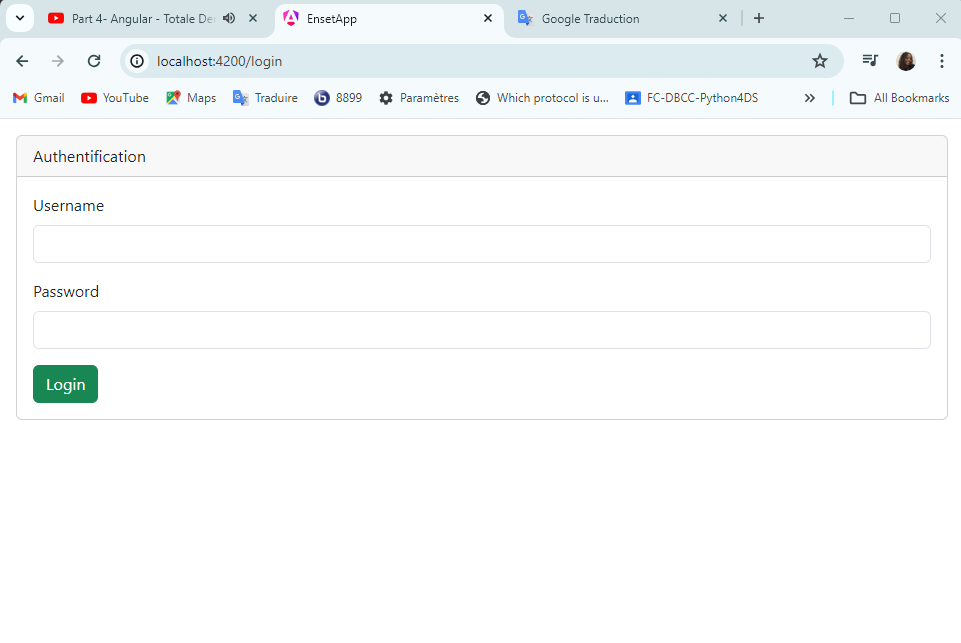 Part 4- Angular - Totale De
EnsetApp
Google Traduction
localhost:4200/login
Gmail
YouTube
Maps
Traduire
8899
Paramètres
Which protocol is u...
FC-DBCC-Python4DS
All Bookmarks
Authentification
Username
Password
Login